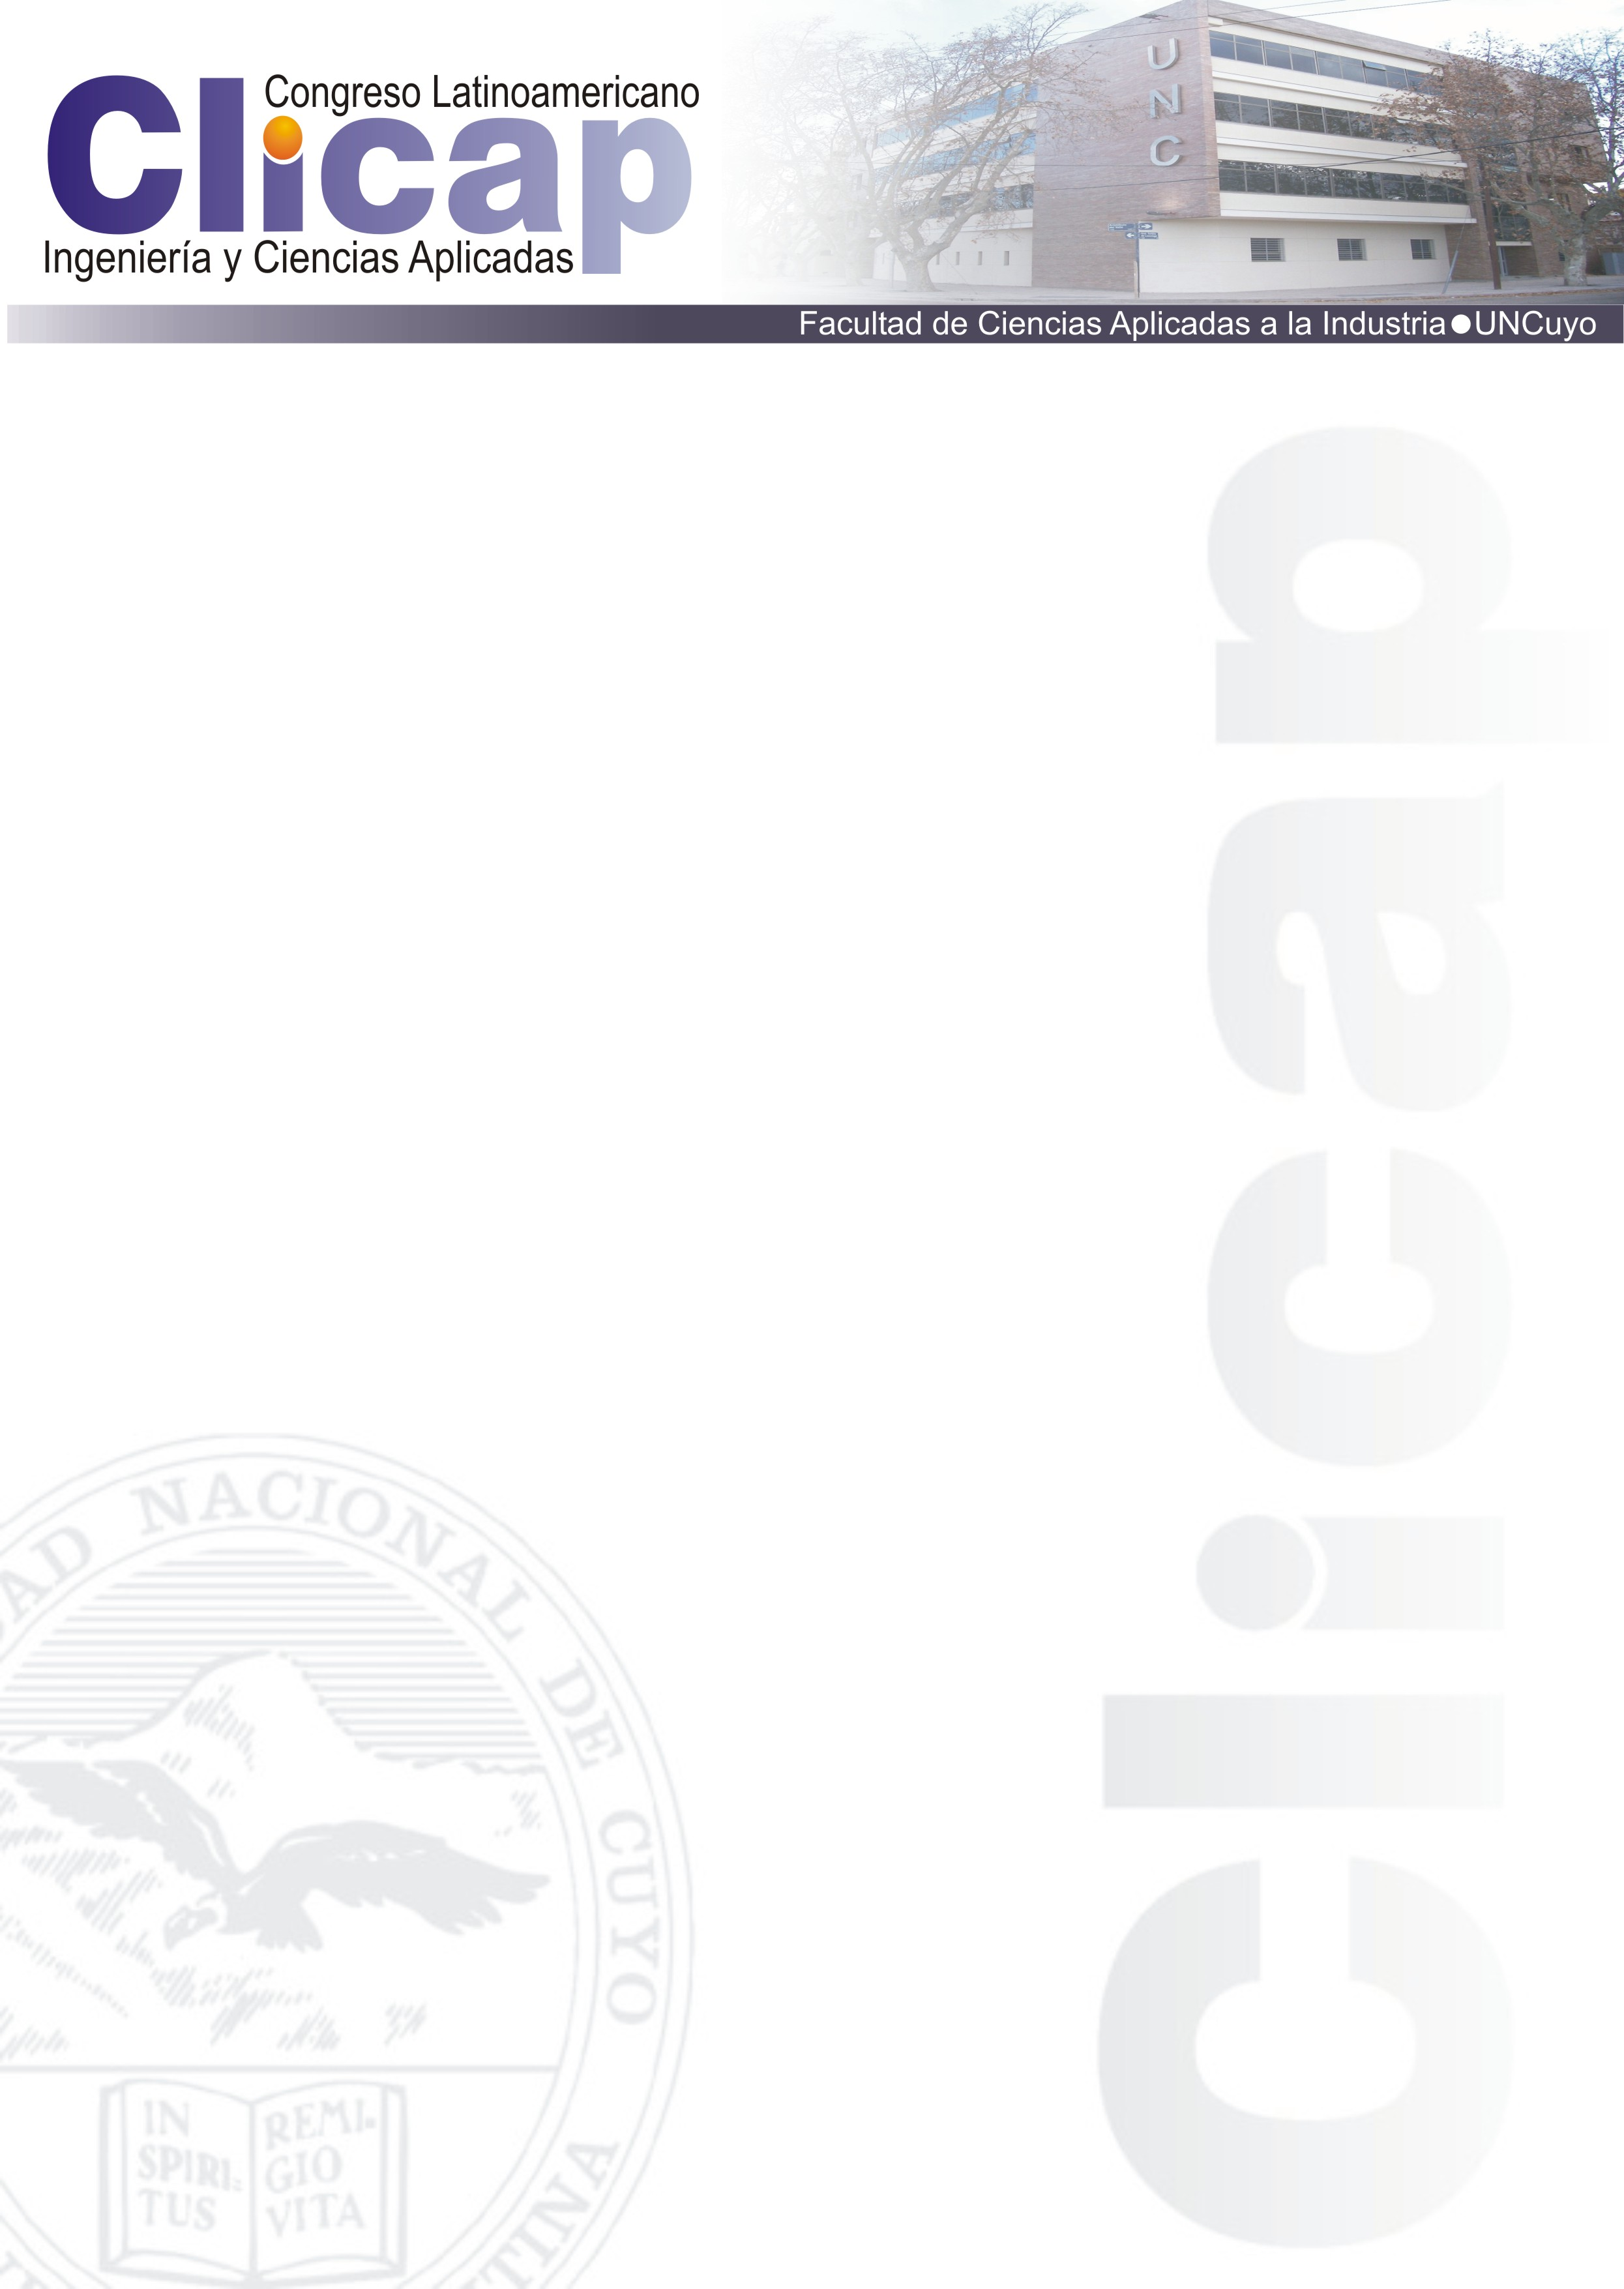 Congreso Latinoamericano
Clicap
Ingeniería y Ciencias Aplicadas
UNC
Facultad de Ciencias Aplicadas a la Industria●UNCuyo
Clicap
NACIONAL DE CUYO
IN
SPIRI-
TUS
REMI-
GIO
VITA